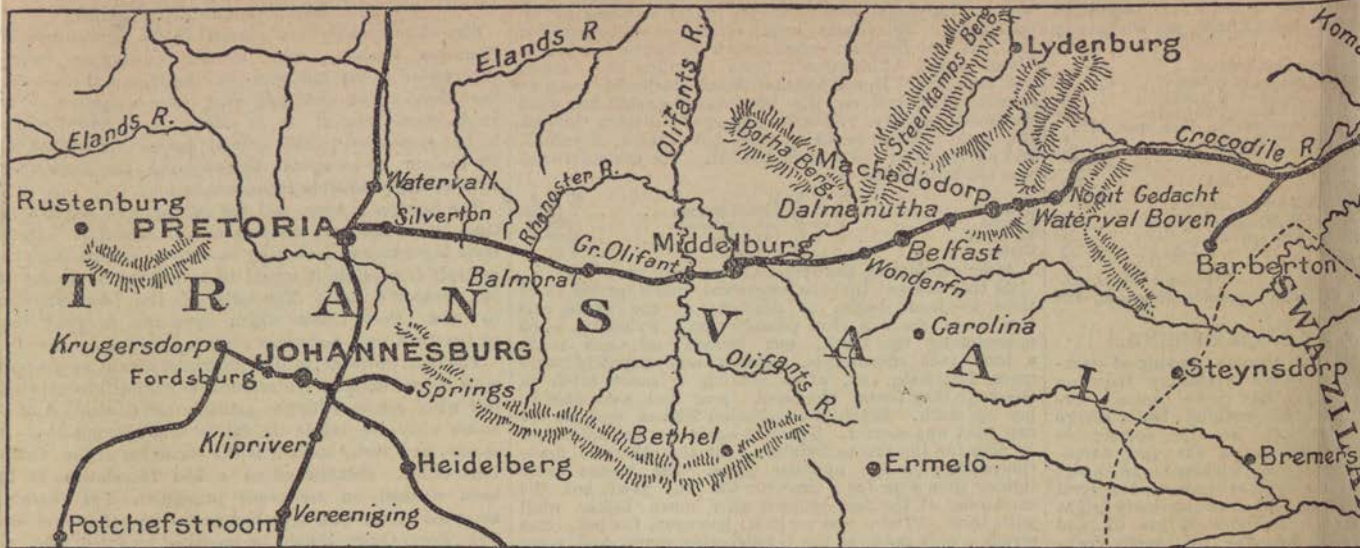 Elands R
Olifants R.
Steenkamps Berg
Lydenburg
Elands R.
Botha Berg
Crocodile R.
Watervall
Rhenoster R.
Machadodorp
Nooit Gedacht
Rustenburg
PRETORIA
Silverton
Dalmanutha
Waterval Boven
Gr. Olifant
Middelburg
Belfast
Balmoral
Wonderfn
Barberton
TRANSVAAL
Carolina
Krugersdorp
JOHANNESBURG
Olifants R.
Steynsdorp
Fordsburg
Springs
Klipriver
Bethel
Heidelberg
Ermelo
Bremers
Potchefstroom
Vereeniging
SWAZILA